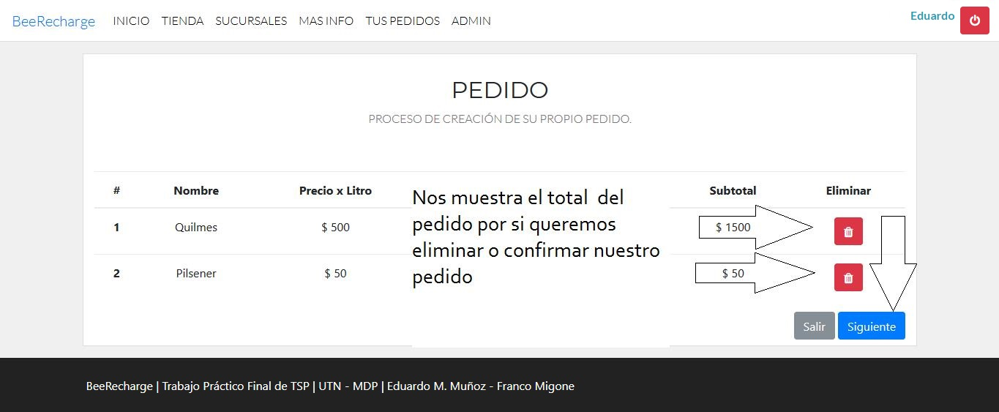 BeeRecharge INICIO TIENDA SUCURSALES MAS INFO TUS PEDIDOS ADMIN Eduardo
PEDIDO
PROCESO DE CREACIÓN DE SU PROPIO PEDIDO.
# Nombre Precio x Litro Subtotal Eliminar
1 Quilmes $ 500 $ 1500
2 Pilsener $ 50 $ 50
Nos muestra el total del
pedido por si queremos
eliminar o confirmar nuestro
pedido
Salir Siguiente
BeeRecharge | Trabajo Práctico Final de TSP | UTN - MDP | Eduardo M. Muñoz - Franco Migone